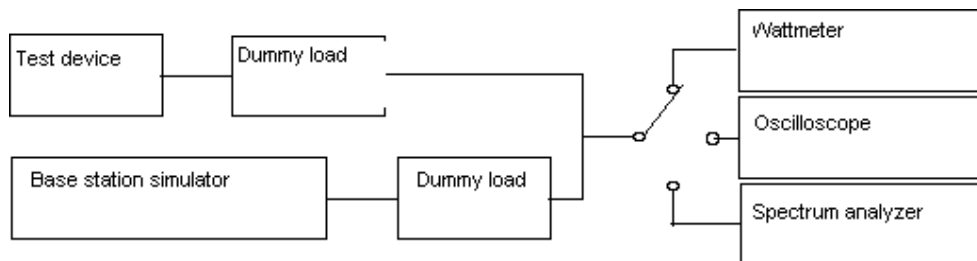 Test device
Dummy load
Wattmeter
Oscilloscope
Base station simulator
Dummy load
Spectrum analyzer